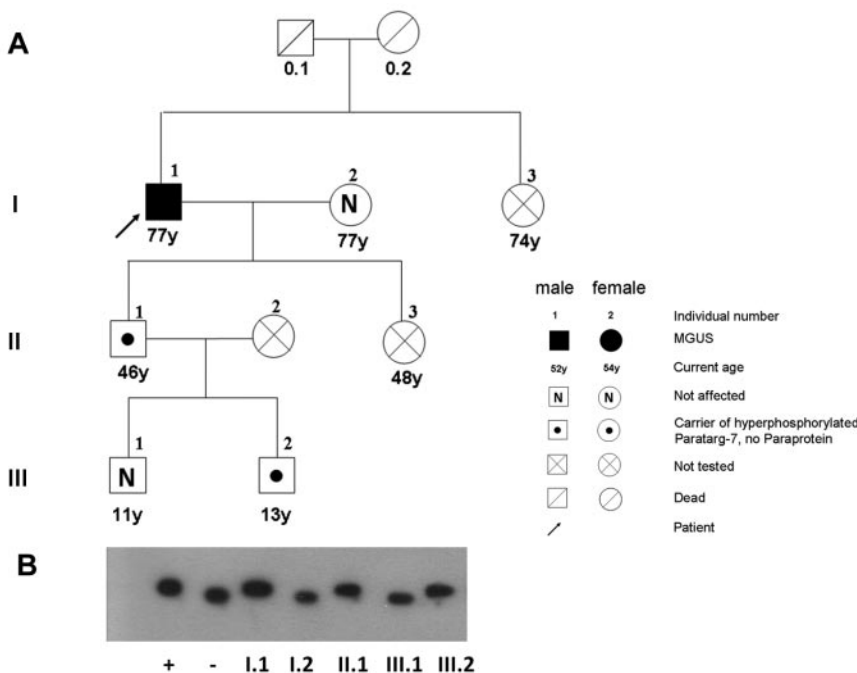 A
0.1 0.2
1 2 3
I
N
77y 77y 74y
1 2 3
II
46y 48y
1 2
III
N
11y 13y
male female
1 2 Individual number
MGUS
52y 54y Current age
N N Not affected
Carrier of hyperphosphorylated
Paratarg-7, no Paraprotein
Not tested
Dead
Patient
B
+ - I.1 I.2 II.1 III.1 III.2